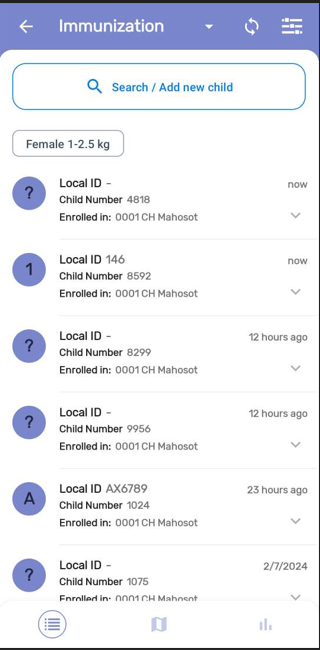 Immunization
Search / Add new child
Female 1-2.5 kg
? Local ID - now
Child Number 4818
Enrolled in: 0001 CH Mahosot
1 Local ID 146 now
Child Number 8592
Enrolled in: 0001 CH Mahosot
? Local ID - 12 hours ago
Child Number 8299
Enrolled in: 0001 CH Mahosot
? Local ID - 12 hours ago
Child Number 9956
Enrolled in: 0001 CH Mahosot
A Local ID AX6789 23 hours ago
Child Number 1024
Enrolled in: 0001 CH Mahosot
? Local ID - 2/7/2024
Child Number 1075
Enrolled in: 0001 CH Mahosot